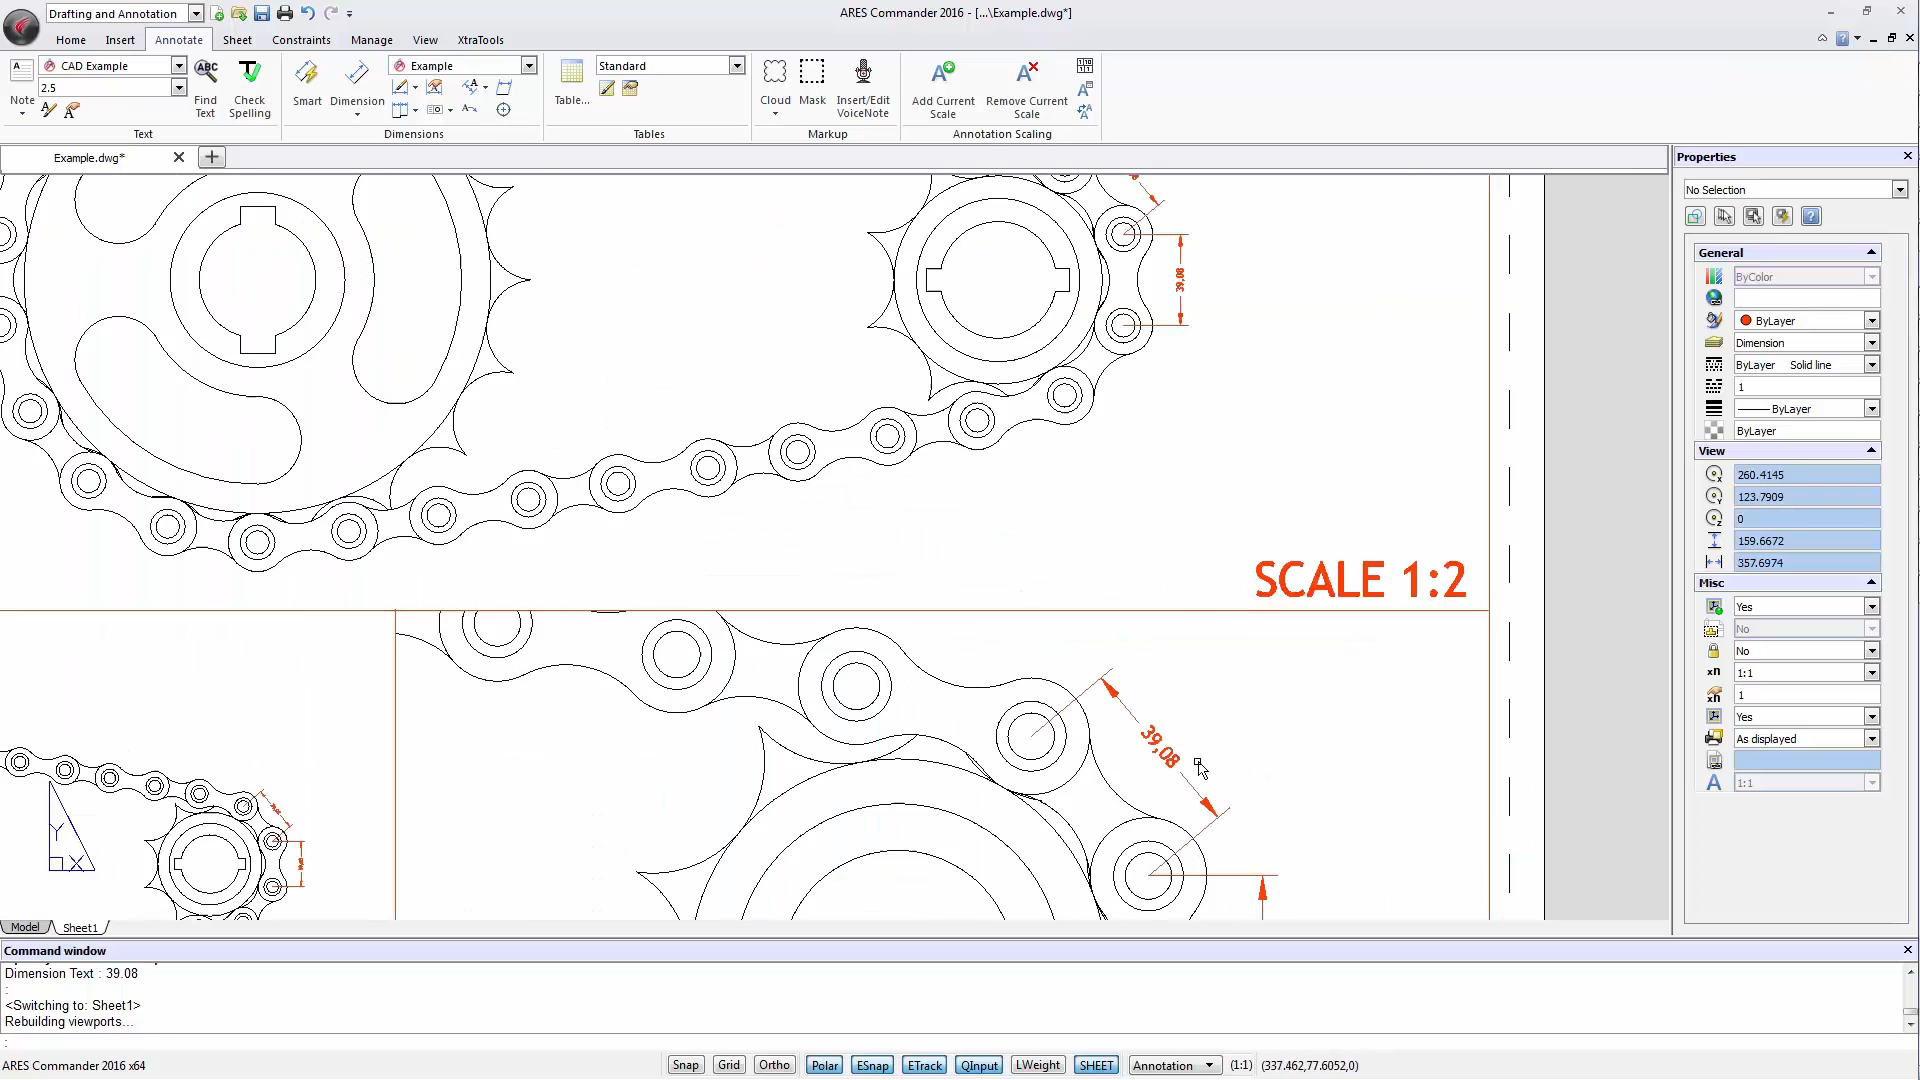 Drafting and Annotation
ARES Commander 2016 - [...\Example.dwg*]
Home
Insert
Annotate
Sheet
Constraints
Manage
View
XtraTools
Note
CAD Example
2.5
Find
Text
Check
Spelling
Smart
Dimension
Example
Table...
Standard
Cloud
Mask
Insert/Edit
VoiceNote
Add Current
Scale
Remove Current
Scale
Text
Dimensions
Tables
Markup
Annotation Scaling
Example.dwg*
Properties
No Selection
General
ByColor
ByLayer
Dimension
ByLayer Solid line
1
ByLayer
ByLayer
View
260.4145
123.7909
0
159.6672
357.6974
Misc
Yes
No
No
1:1
1
Yes
As displayed
1:1
39,08
SCALE 1:2
39,08
Y
X
Model
Sheet1
Command window
Dimension Text : 39.08
:
<Switching to: Sheet1>
Rebuilding viewports...
:
ARES Commander 2016 x64
Snap
Grid
Ortho
Polar
ESnap
ETrack
QInput
LWeight
SHEET
Annotation
(1:1)
(337.462,77.6052,0)